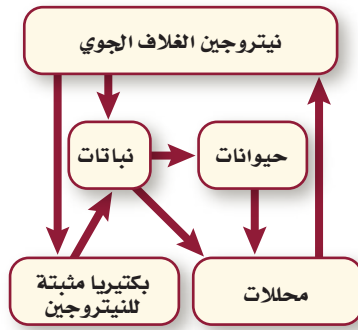 نيتروجين الغلاف الجوي
نباتات
حيوانات
بكتيريا مثبتة
للنيتروجين
محللات